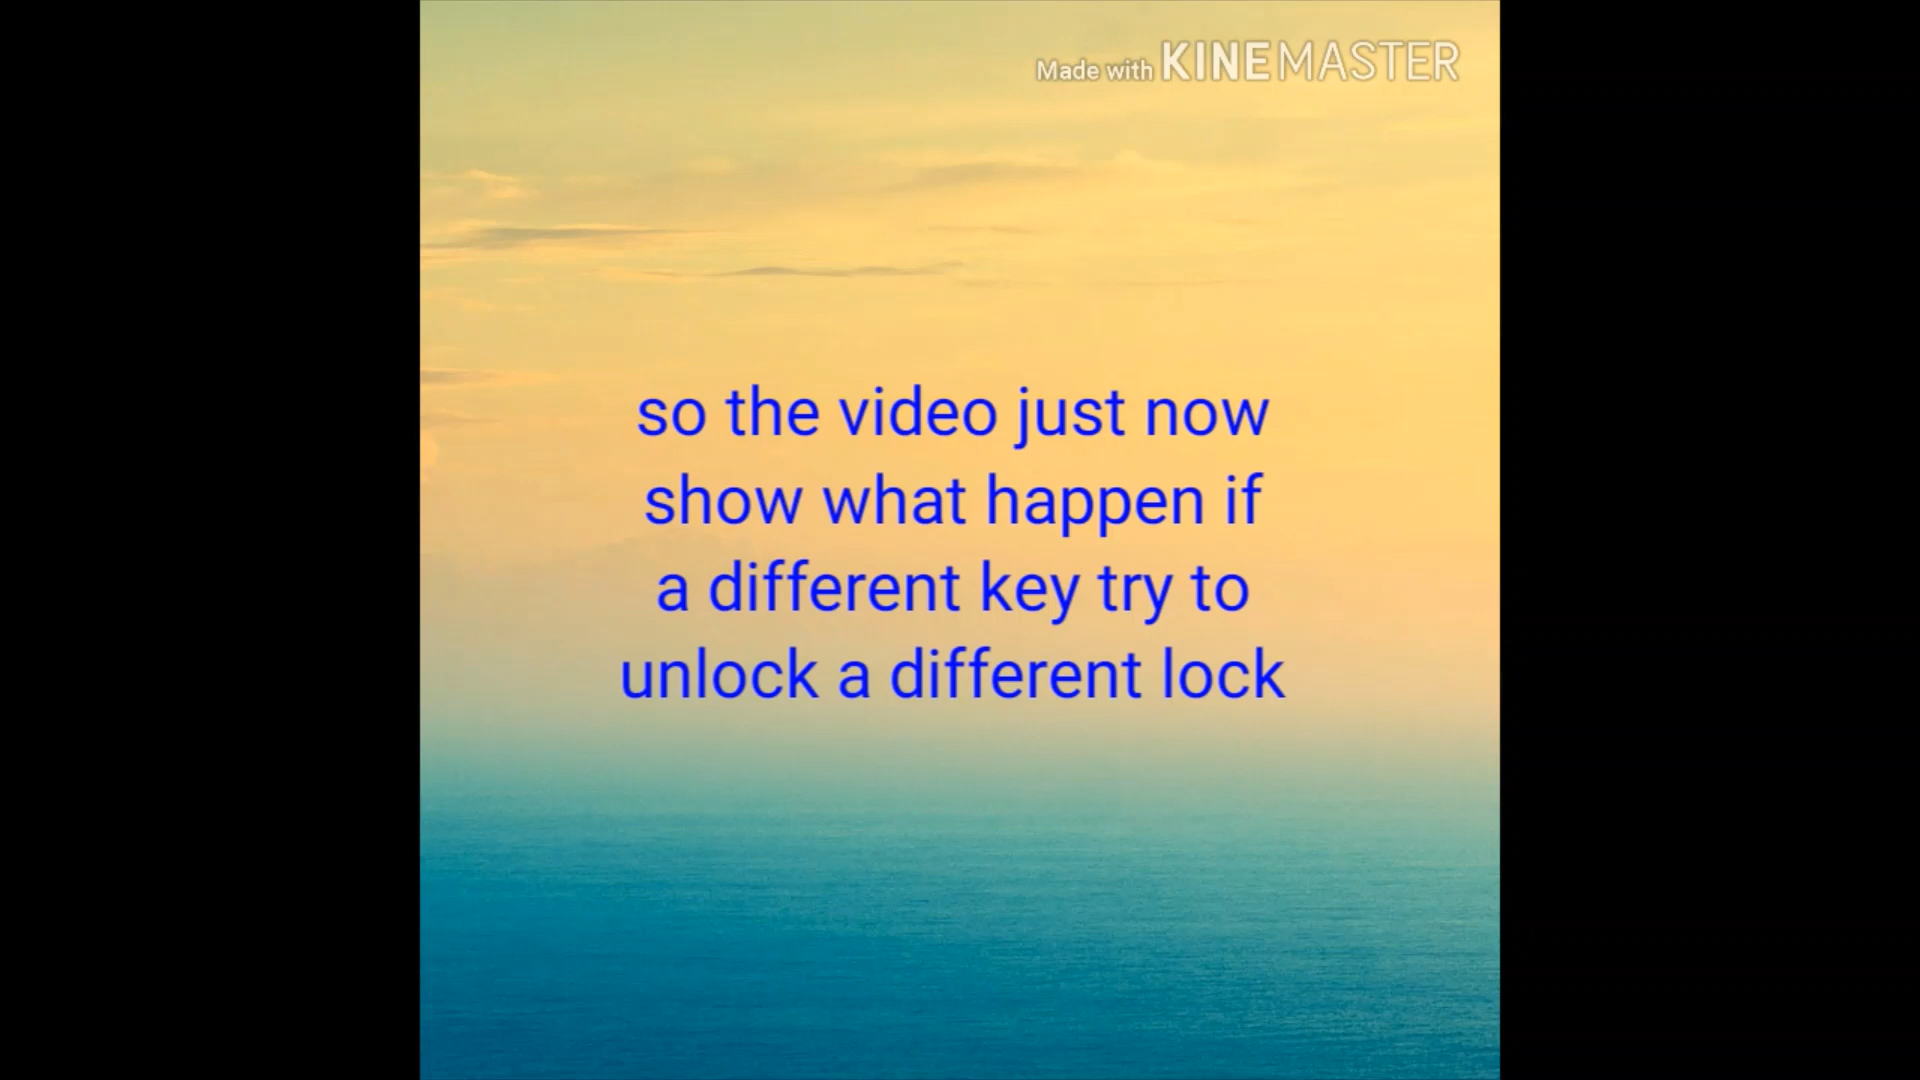 Made with KINEMASTER
so the video just now
show what happen if
a different key try to
unlock a different lock